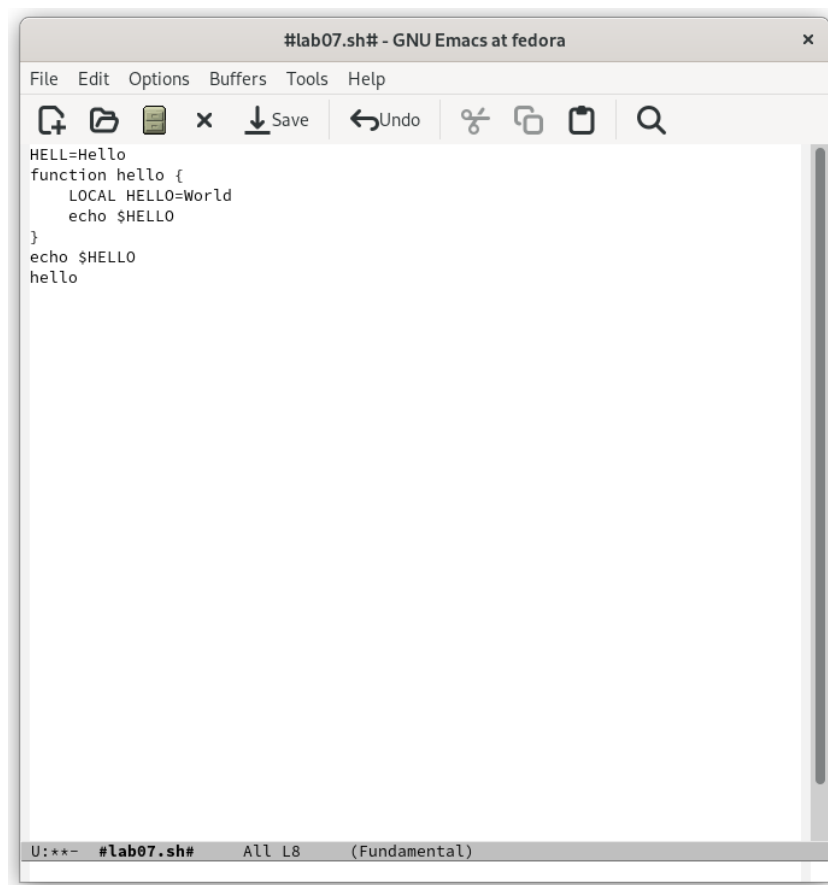 #lab07.sh# - GNU Emacs at fedora
File Edit Options Buffers Tools Help
Save Undo
HELL=Hello
function hello {
    LOCAL HELLO=World
    echo $HELLO
}
echo $HELLO
hello
U:**-  #lab07.sh#     All L8     (Fundamental)